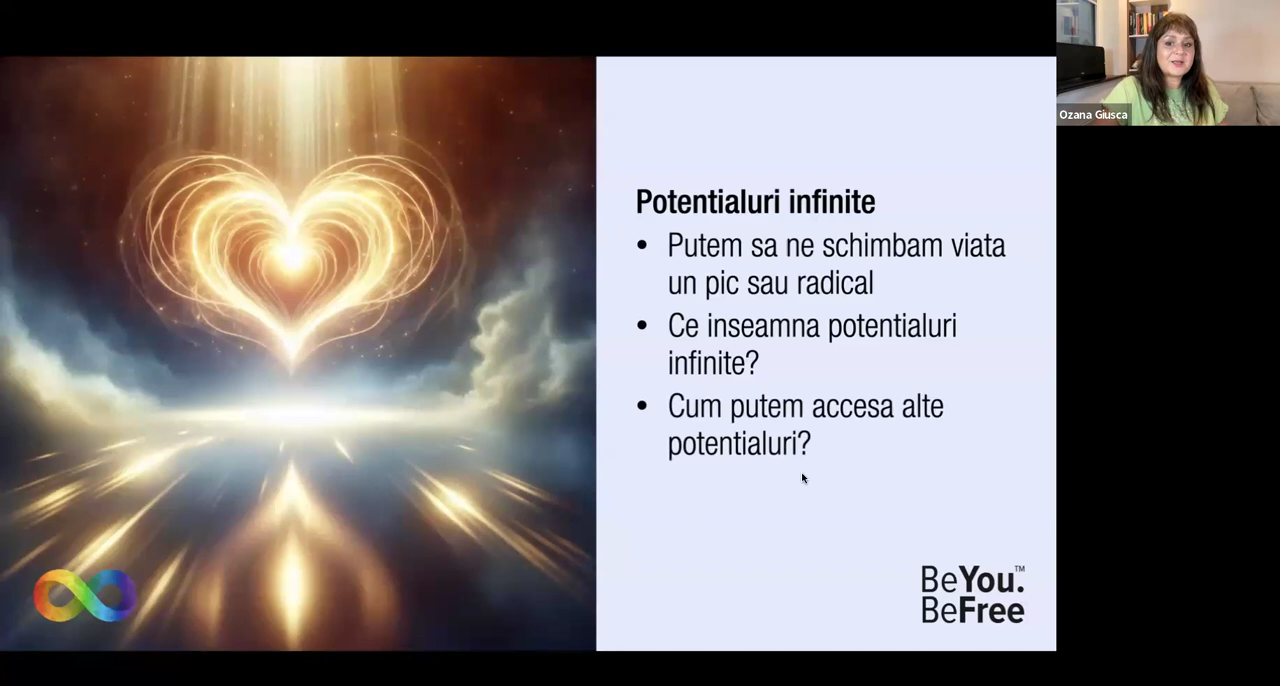 Ozana Giusca
Potentialuri infinite
• Putem sa ne schimbam viata
un pic sau radical
• Ce inseamna potentialuri
infinite?
• Cum putem accesa alte
potentialuri?
BeYou.™
BeFree